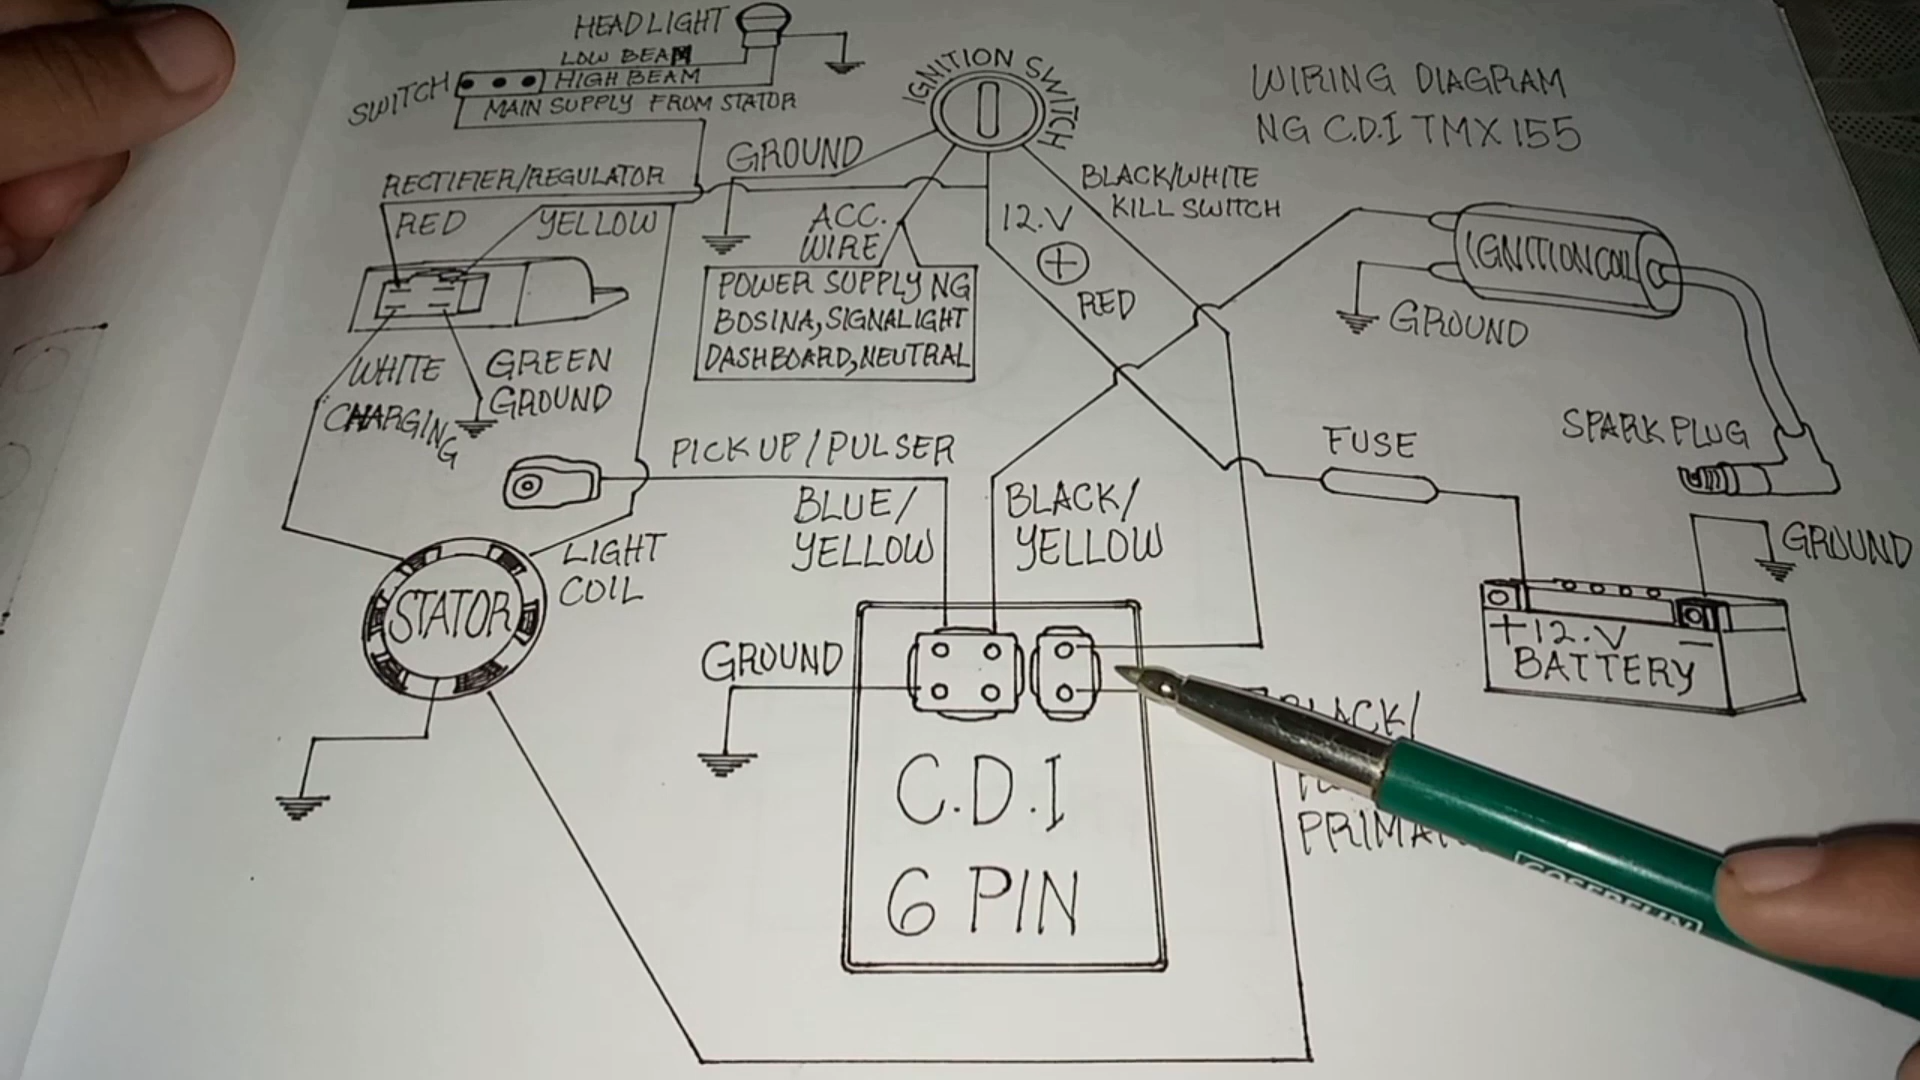 HEADLIGHT
LOW BEAM
HIGH BEAM
SWITCH
MAIN SUPPLY FROM STATOR
IGNITION SWITCH
WIRING DIAGRAM
NG C.D.I TMX 155
GROUND
RECTIFIER/REGULATOR
RED
YELLOW
ACC.
WIRE
12.V
+
RED
BLACK/WHITE
KILL SWITCH
IGNITION COIL
GROUND
POWER SUPPLY NG
BOSINA, SIGNALIGHT
DASHBOARD, NEUTRAL
WHITE
CHARGING
GREEN
GROUND
PICK UP/PULSER
BLUE/
YELLOW
BLACK/
YELLOW
FUSE
SPARK PLUG
GROUND
LIGHT
COIL
STATOR
GROUND
+12.V -
BATTERY
C.D.I
6 PIN